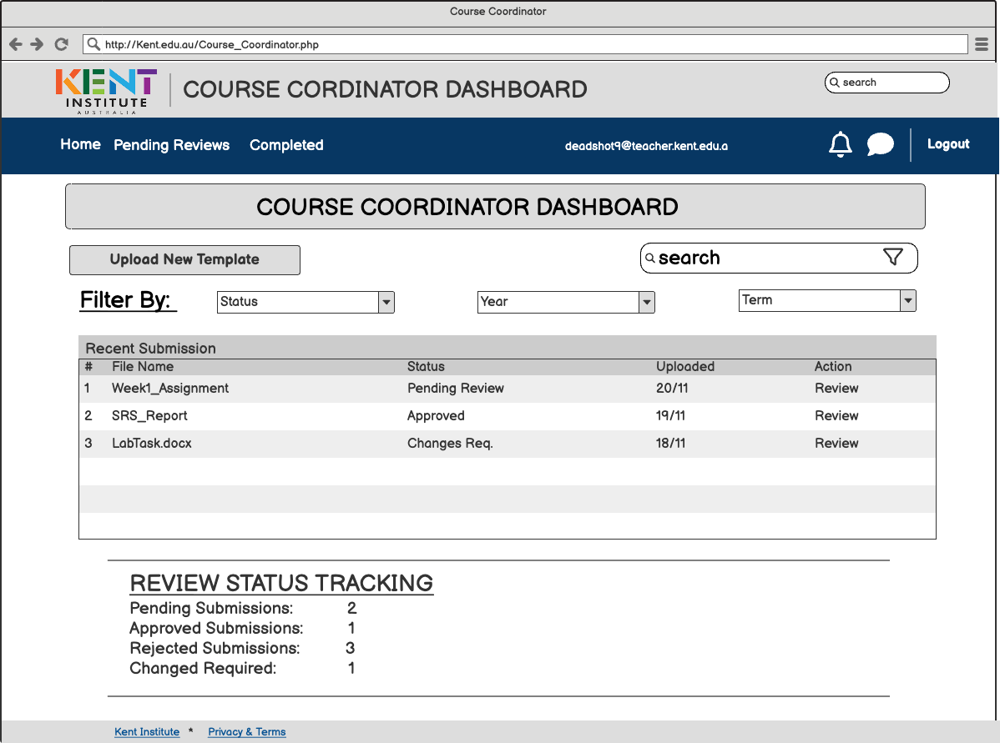 Course Coordinator
http://Kent.edu.au/Course_Coordinator.php
KENT
INSTITUTE
AUSTRALIA
COURSE CORDINATOR DASHBOARD
search
Home Pending Reviews Completed deadshot9@teacher.kent.edu.a Logout
COURSE COORDINATOR DASHBOARD
Upload New Template search
Filter By: Status Year Term
Recent Submission
# File Name Status Uploaded Action
1 Week1_Assignment Pending Review 20/11 Review
2 SRS_Report Approved 19/11 Review
3 LabTask.docx Changes Req. 18/11 Review
REVIEW STATUS TRACKING
Pending Submissions: 2
Approved Submissions: 1
Rejected Submissions: 3
Changed Required: 1
Kent Institute * Privacy & Terms